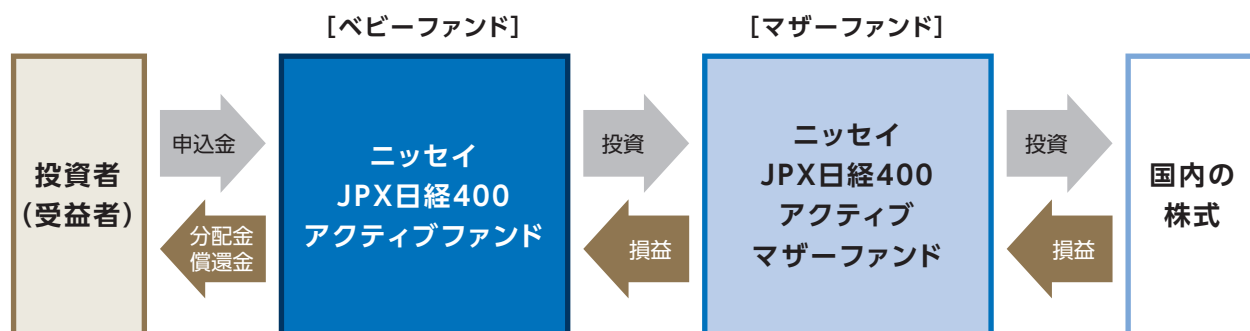 [ベビーファンド]
[マザーファンド]
投資者
(受益者)
申込金
分配金
償還金
ニッセイ
JPX日経400
アクティブファンド
投資
損益
ニッセイ
JPX日経400
アクティブ
マザーファンド
投資
損益
国内の
株式